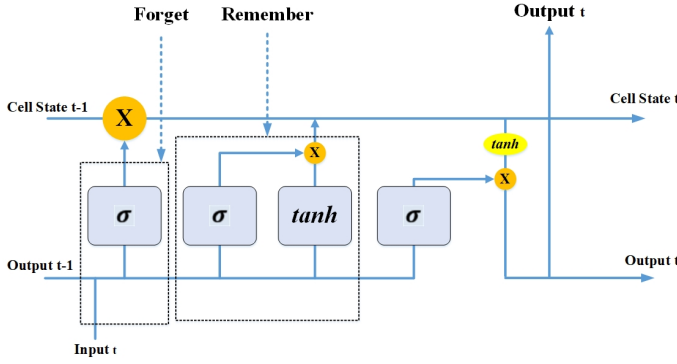 Forget
Remember
Output t
Cell State t-1
Cell State t
X
tanh
X
X
σ
σ
tanh
σ
Output t-1
Output t
Input t